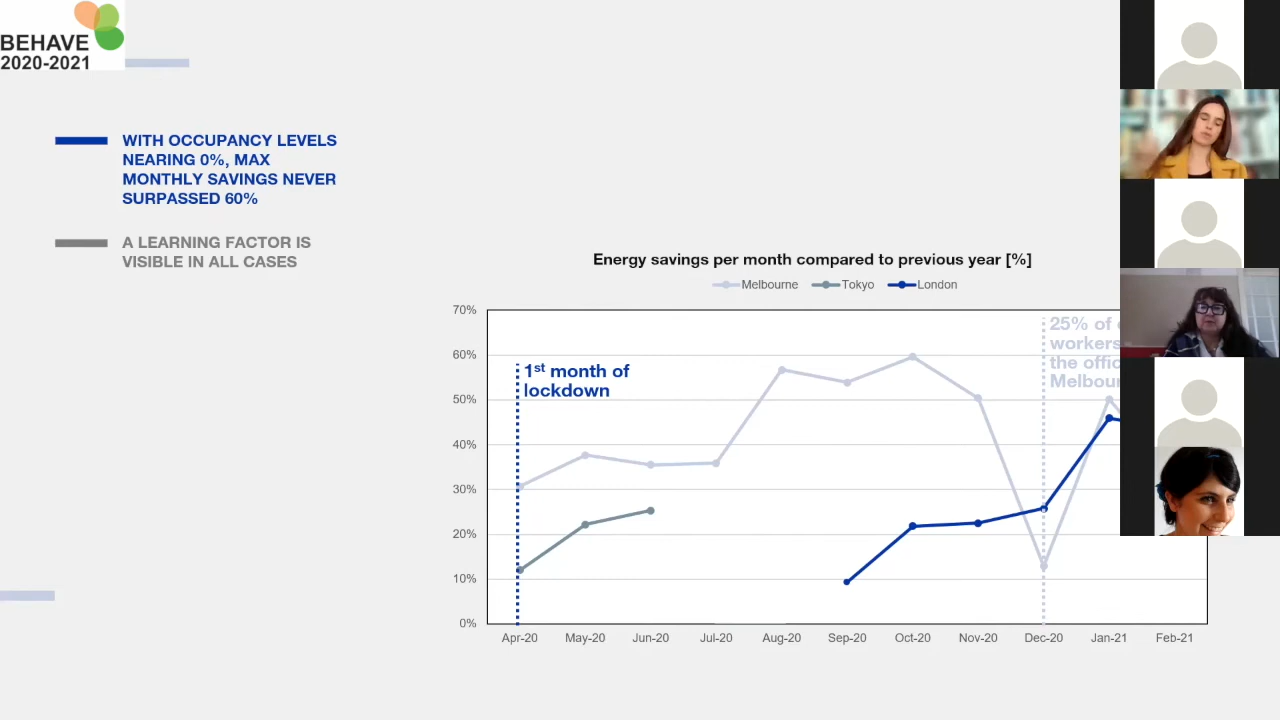 BEHAVE
2020-2021
WITH OCCUPANCY LEVELS
NEARING 0%, MAX
MONTHLY SAVINGS NEVER
SURPASSED 60%
A LEARNING FACTOR IS
VISIBLE IN ALL CASES
Energy savings per month compared to previous year [%]
Melbourne Tokyo London
70%
60%
50%
40%
30%
20%
10%
0%
1st month of
lockdown
25% of
workers
the offic
Melbour
Apr-20 May-20 Jun-20 Jul-20 Aug-20 Sep-20 Oct-20 Nov-20 Dec-20 Jan-21 Feb-21